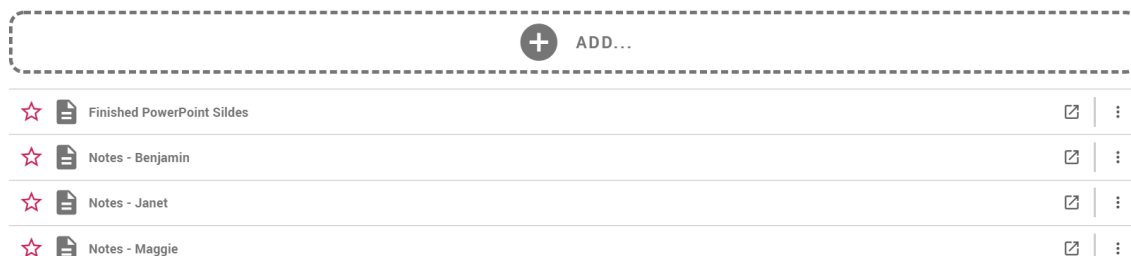 ADD...
Finished PowerPoint Sildes
Notes - Benjamin
Notes - Janet
Notes - Maggie